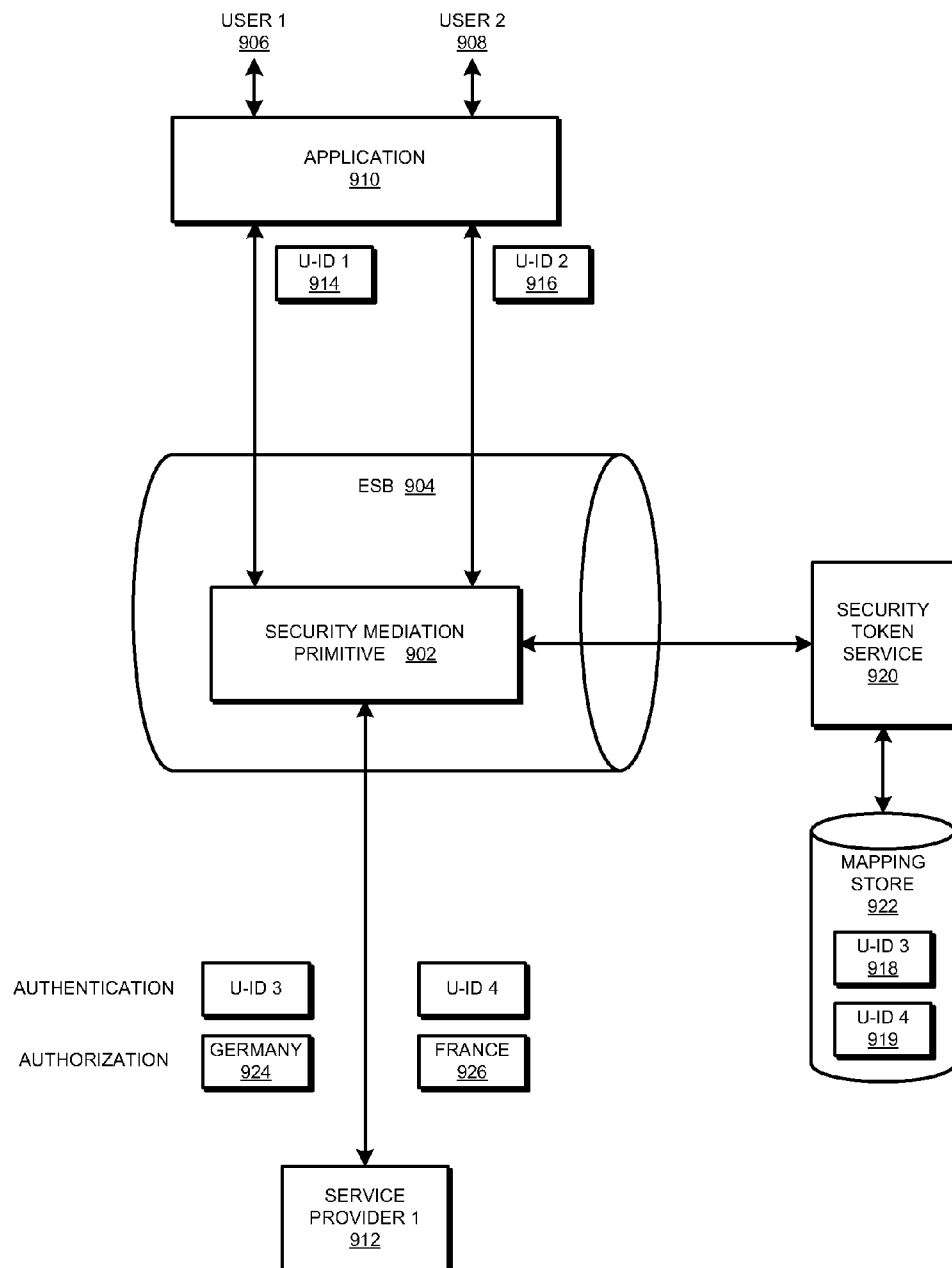 USER 1
906
USER 2
908
APPLICATION
910
U-ID 1
914
U-ID 2
916
ESB 904
SECURITY MEDIATION
PRIMITIVE 902
SECURITY
TOKEN
SERVICE
920
MAPPING
STORE
922
U-ID 3
918
U-ID 4
919
AUTHENTICATION
U-ID 3
U-ID 4
AUTHORIZATION
GERMANY
924
FRANCE
926
SERVICE
PROVIDER 1
912